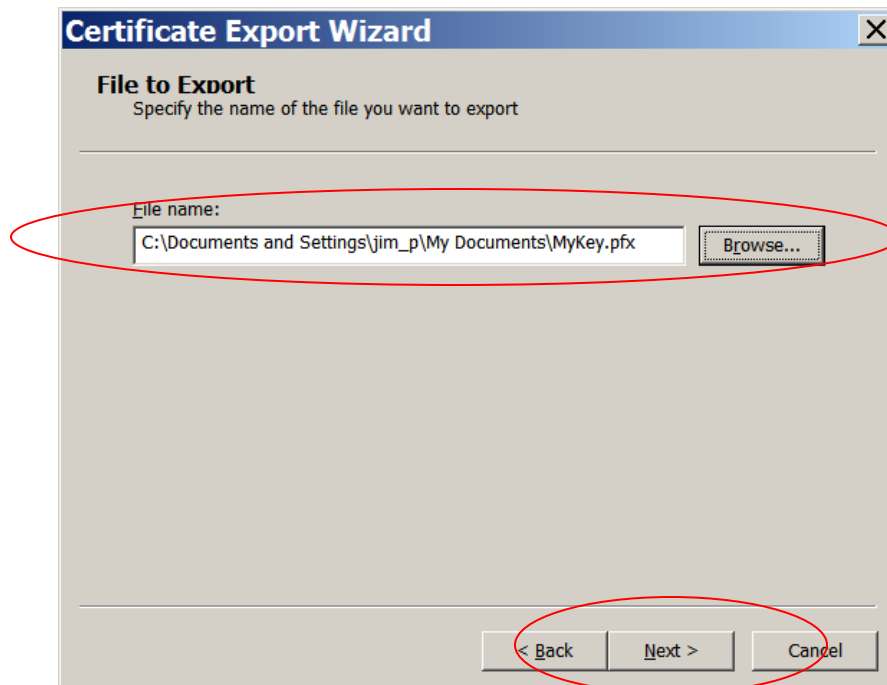 Certificate Export Wizard
File to Export
Specify the name of the file you want to export
File name:
C:\Documents and Settings\jim_p\My Documents\MyKey.pfx
Browse...
< Back
Next >
Cancel